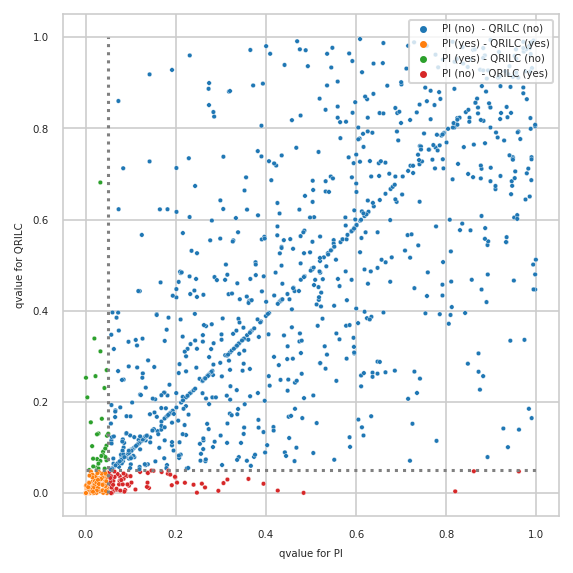 PI (no) - QRILC (no)
PI (yes) - QRILC (yes)
PI (yes) - QRILC (no)
PI (no) - QRILC (yes)
1.0
0.8
0.6
0.4
0.2
0.0
qvalue for QRILC
0.0 0.2 0.4 0.6 0.8 1.0
qvalue for PI